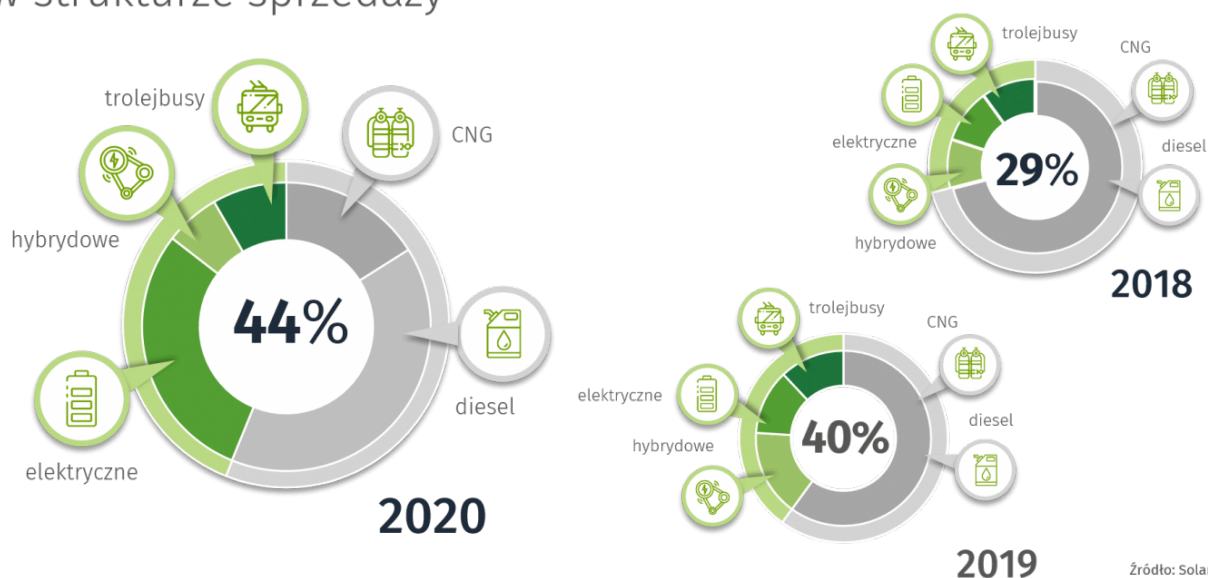 w strukturze sprzedaży
trolejbusy
CNG
hybrydowe
44%
diesel
elektryczne
2020
trolejbusy
CNG
elektryczne
29%
diesel
hybrydowe
2018
trolejbusy
CNG
elektryczne
diesel
hybrydowe
40%
2019
Źródło: Solar